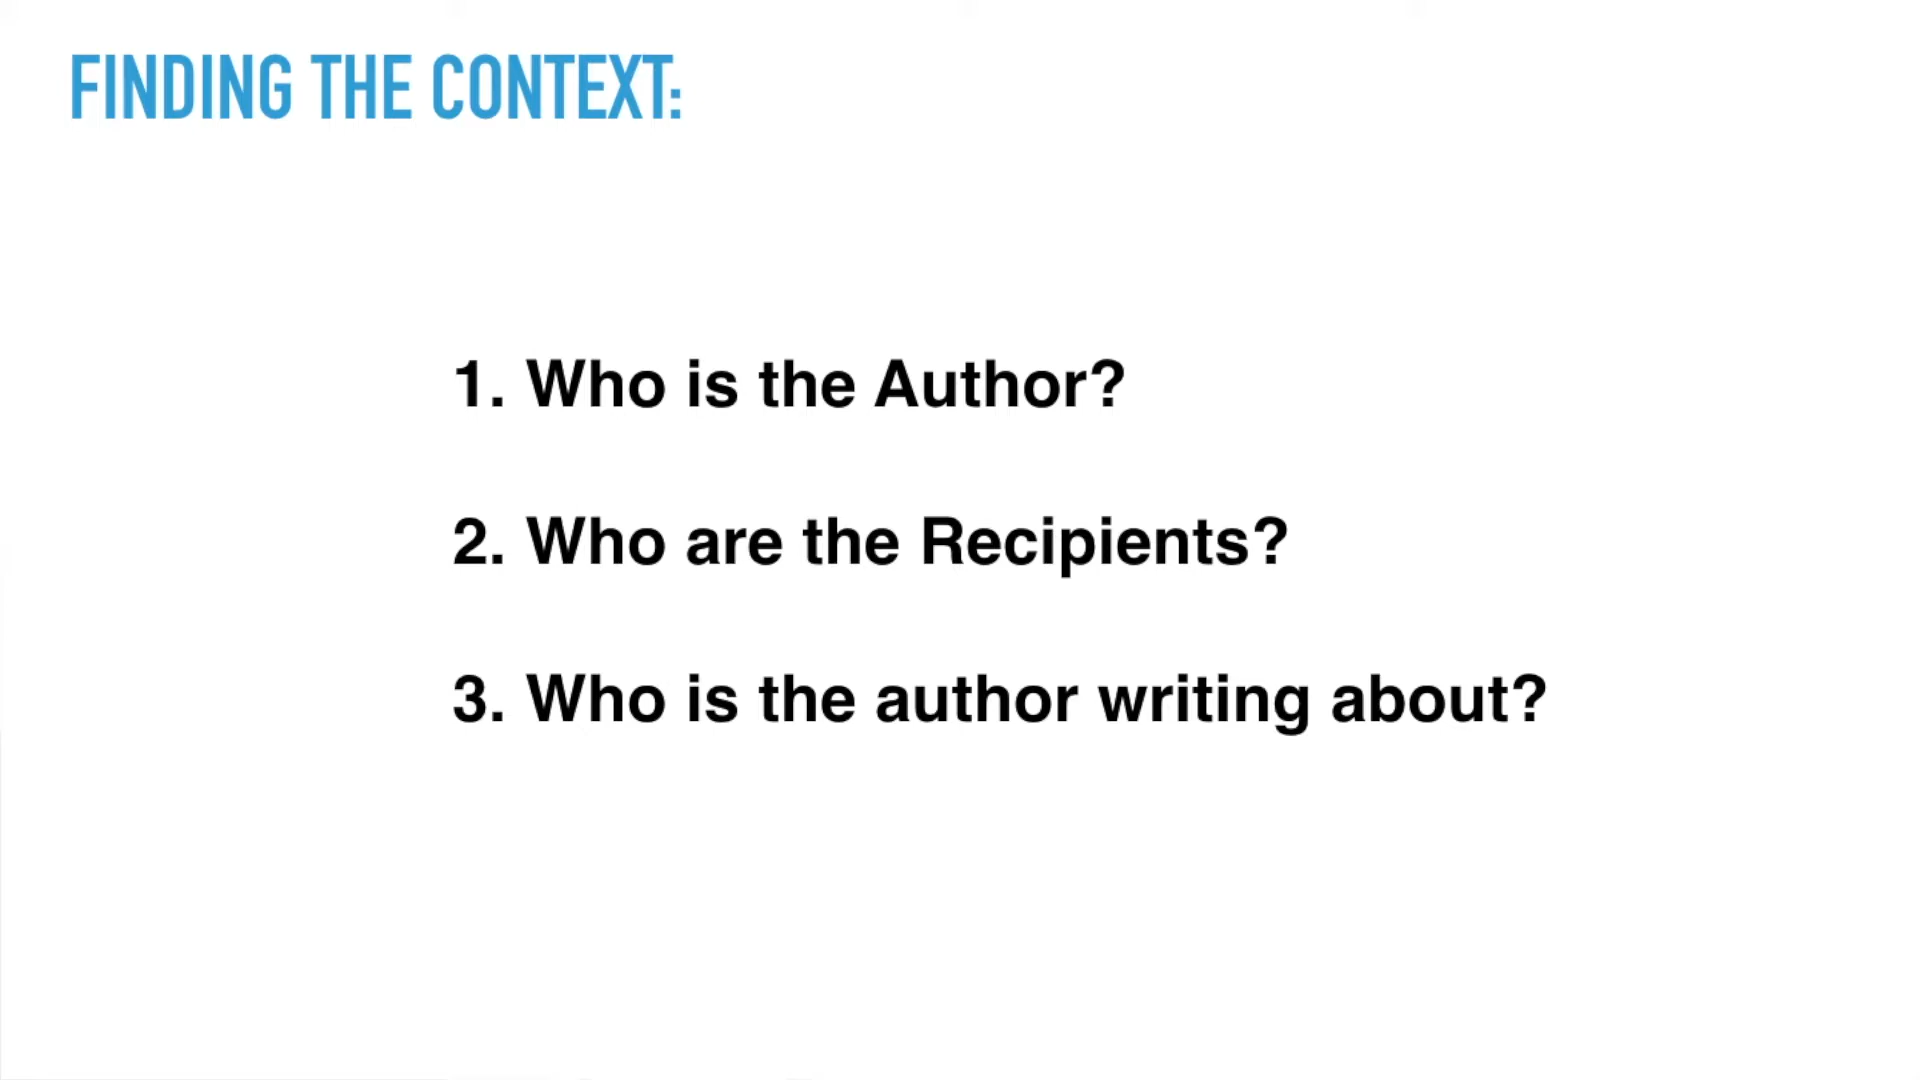 FINDING THE CONTEXT:
1. Who is the Author?
2. Who are the Recipients?
3. Who is the author writing about?